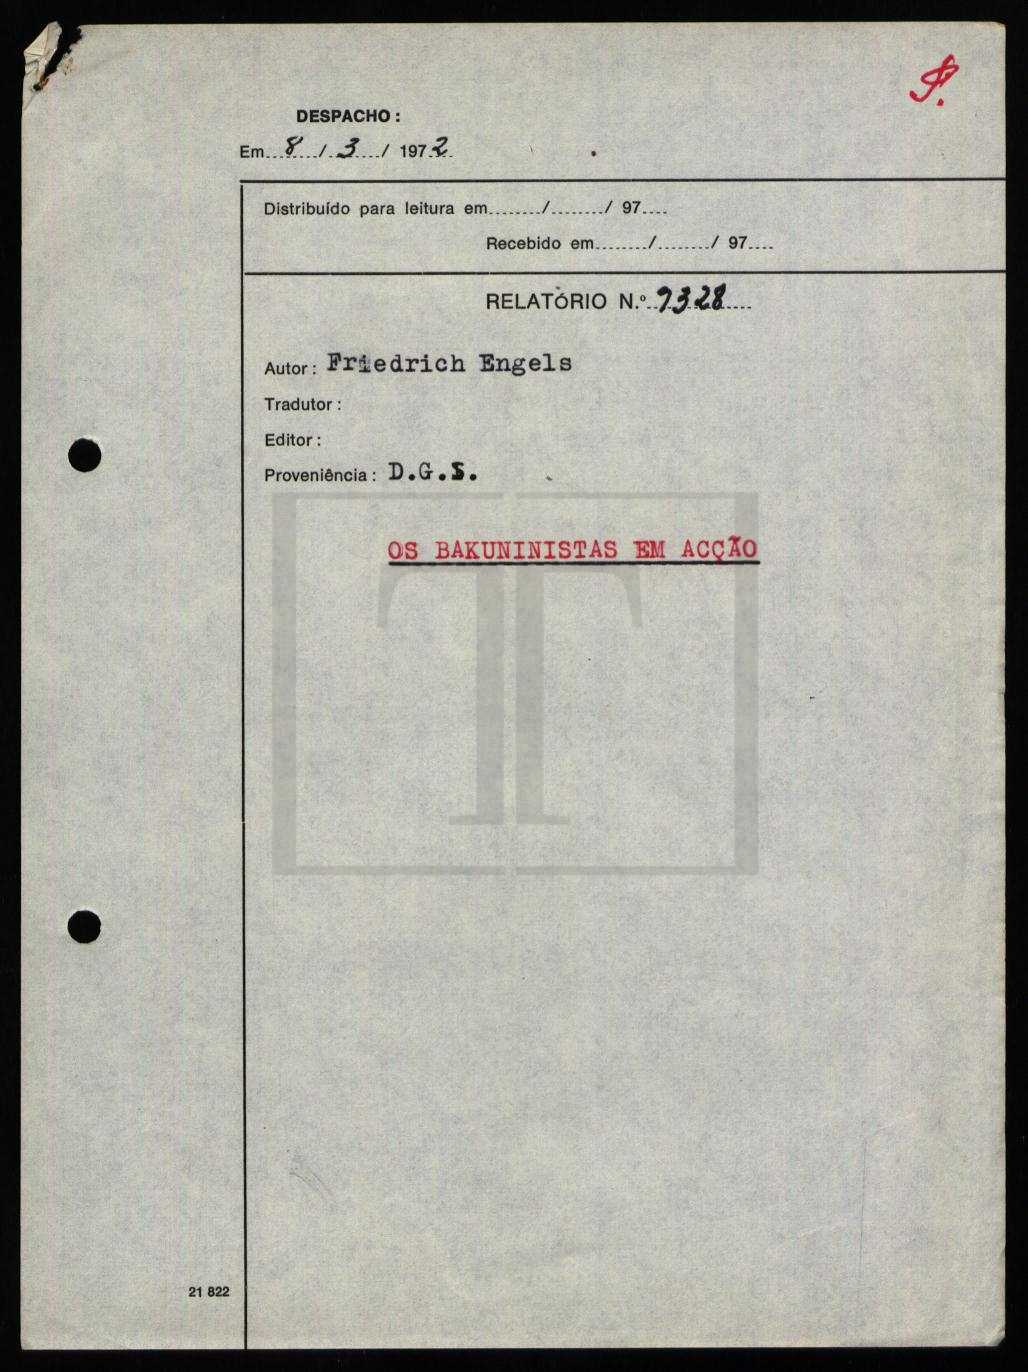 DESPACHO :
Em 8 / 3 / 1972
Distribuído para leitura em......../......../ 97....
Recebido em......../......../ 97....
RELATÓRIO N.º 9328
Autor : Friedrich Engels
Tradutor :
Editor :
Proveniência : D.G.S.
OS BAKUNINISTAS EM ACÇÃO
21 822